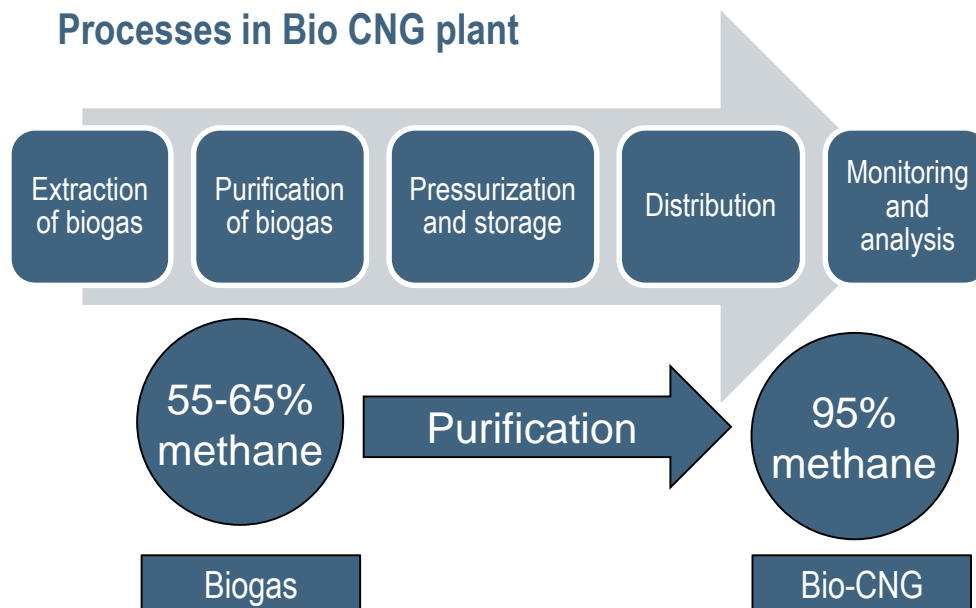 Processes in Bio CNG plant
Extraction
of biogas
Purification
of biogas
Pressurization
and storage
Distribution
Monitoring
and
analysis
55-65%
methane
Purification
95%
methane
Biogas
Bio-CNG